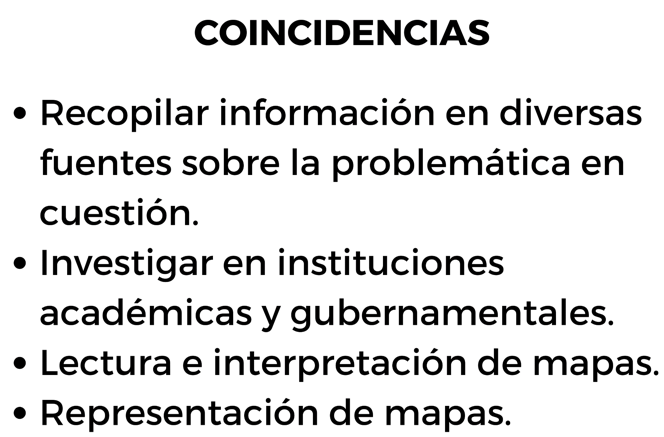 COINCIDENCIAS
• Recopilar información en diversas
fuentes sobre la problemática en
cuestión.
• Investigar en instituciones
académicas y gubernamentales.
• Lectura e interpretación de mapas.
• Representación de mapas.